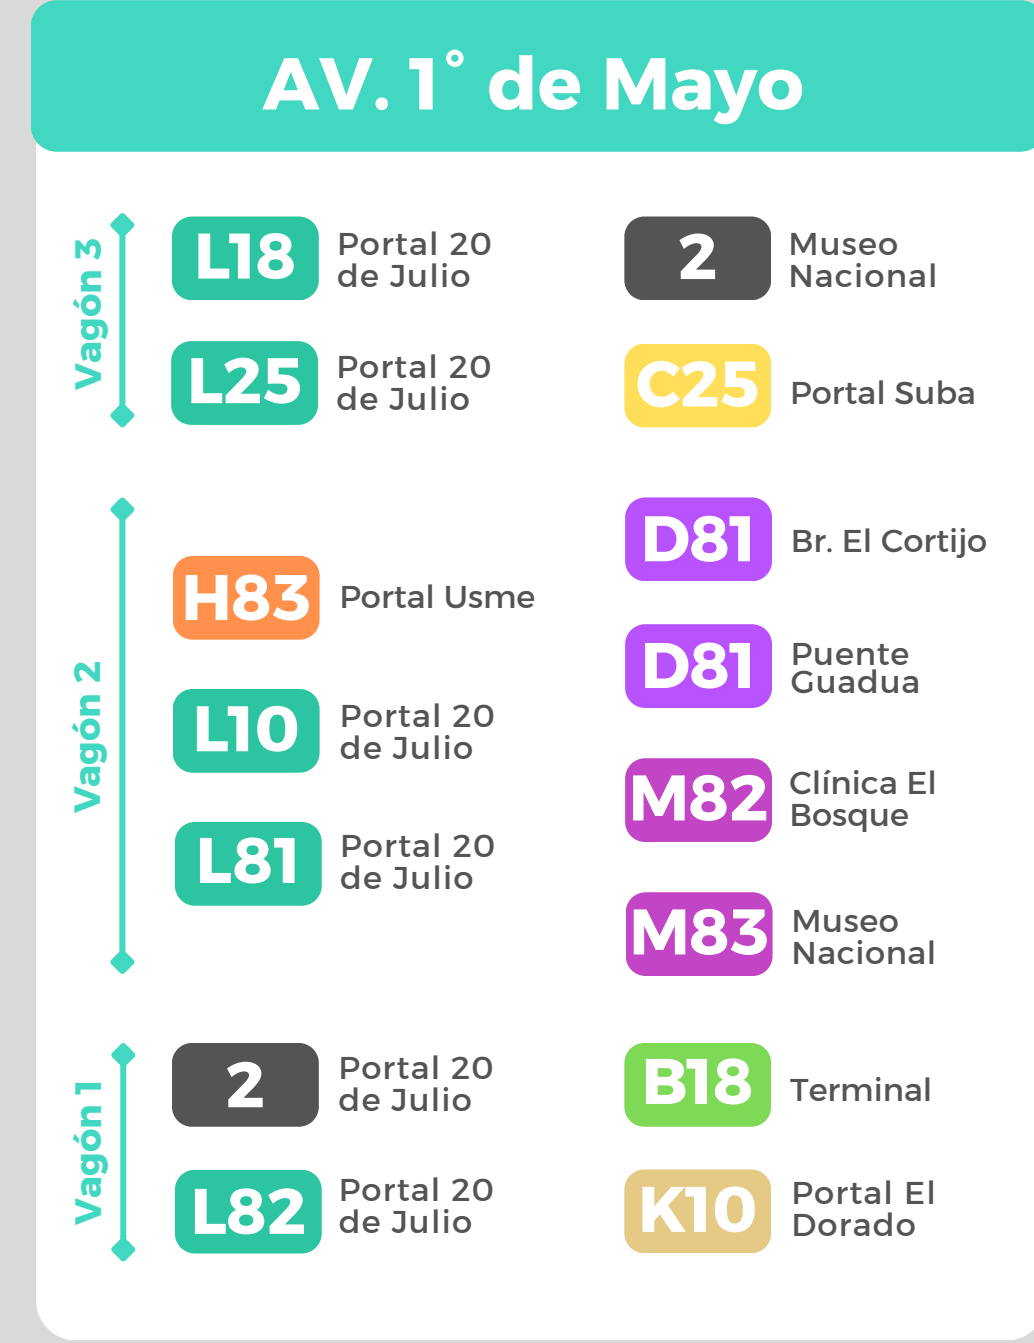 AV. 1° de Mayo
Vagón 3
L18
Portal 20
de Julio
2
Museo
Nacional
L25
Portal 20
de Julio
C25
Portal Suba
Vagón 2
H83
Portal Usme
L10
Portal 20
de Julio
L81
Portal 20
de Julio
D81
Br. El Cortijo
D81
Puente
Guadua
M82
Clínica El
Bosque
M83
Museo
Nacional
Vagón 1
2
Portal 20
de Julio
B18
Terminal
L82
Portal 20
de Julio
K10
Portal El
Dorado